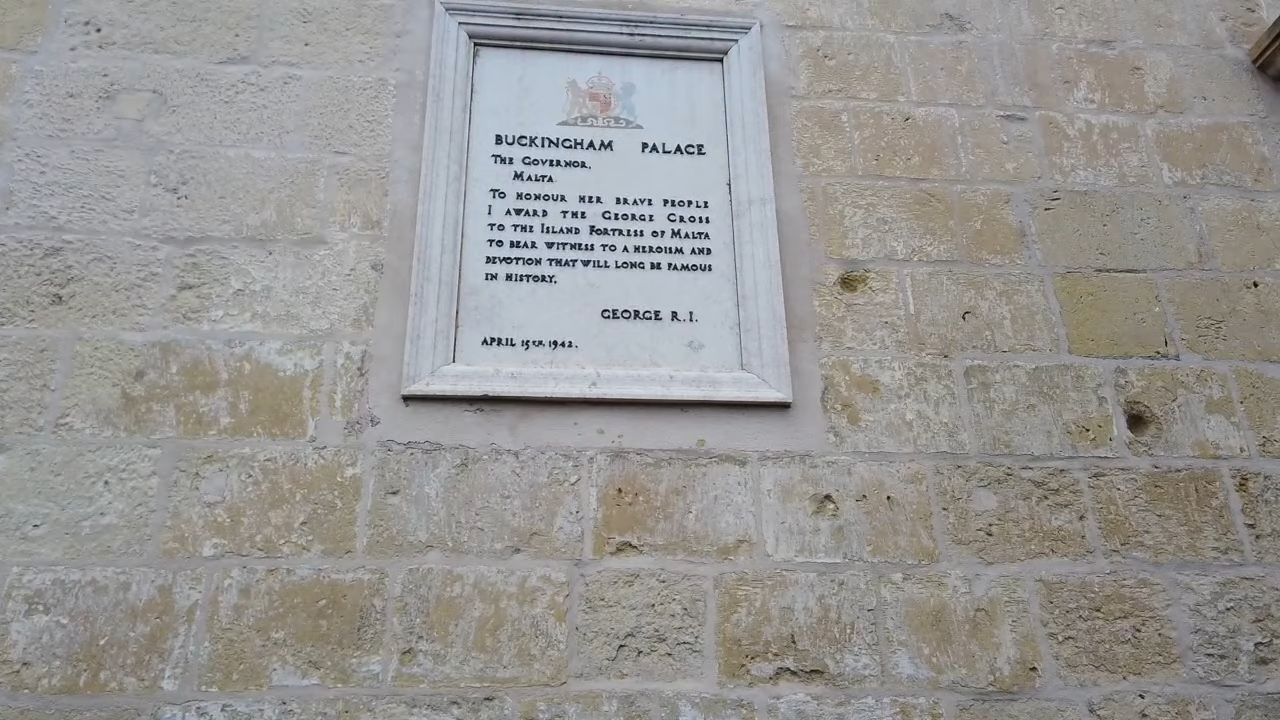 BUCKINGHAM PALACE
THE GOVERNOR,
MALTA.
TO HONOUR HER BRAVE PEOPLE
I AWARD THE GEORGE CROSS
TO THE ISLAND FORTRESS OF MALTA
TO BEAR WITNESS TO A HEROISM AND
DEVOTION THAT WILL LONG BE FAMOUS
IN HISTORY.
GEORGE R.I.
APRIL 15TH. 1942.